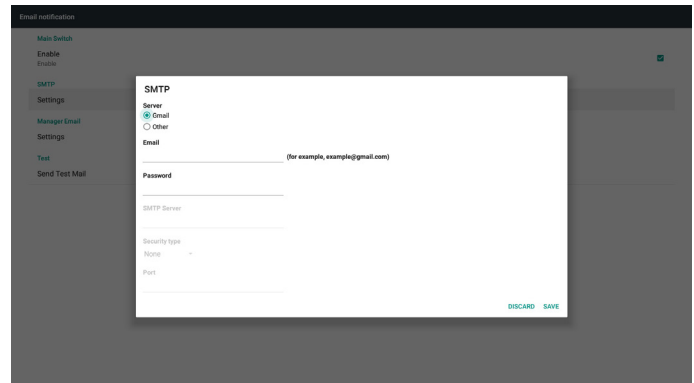 Email notification
Main Switch
Enable
Enable
SMTP
Settings
Manager Email
Settings
Test
Send Test Mail
SMTP
Server
Gmail
Other
Email
(for example, example@gmail.com)
Password
SMTP Server
Security type
None
Port
DISCARD SAVE